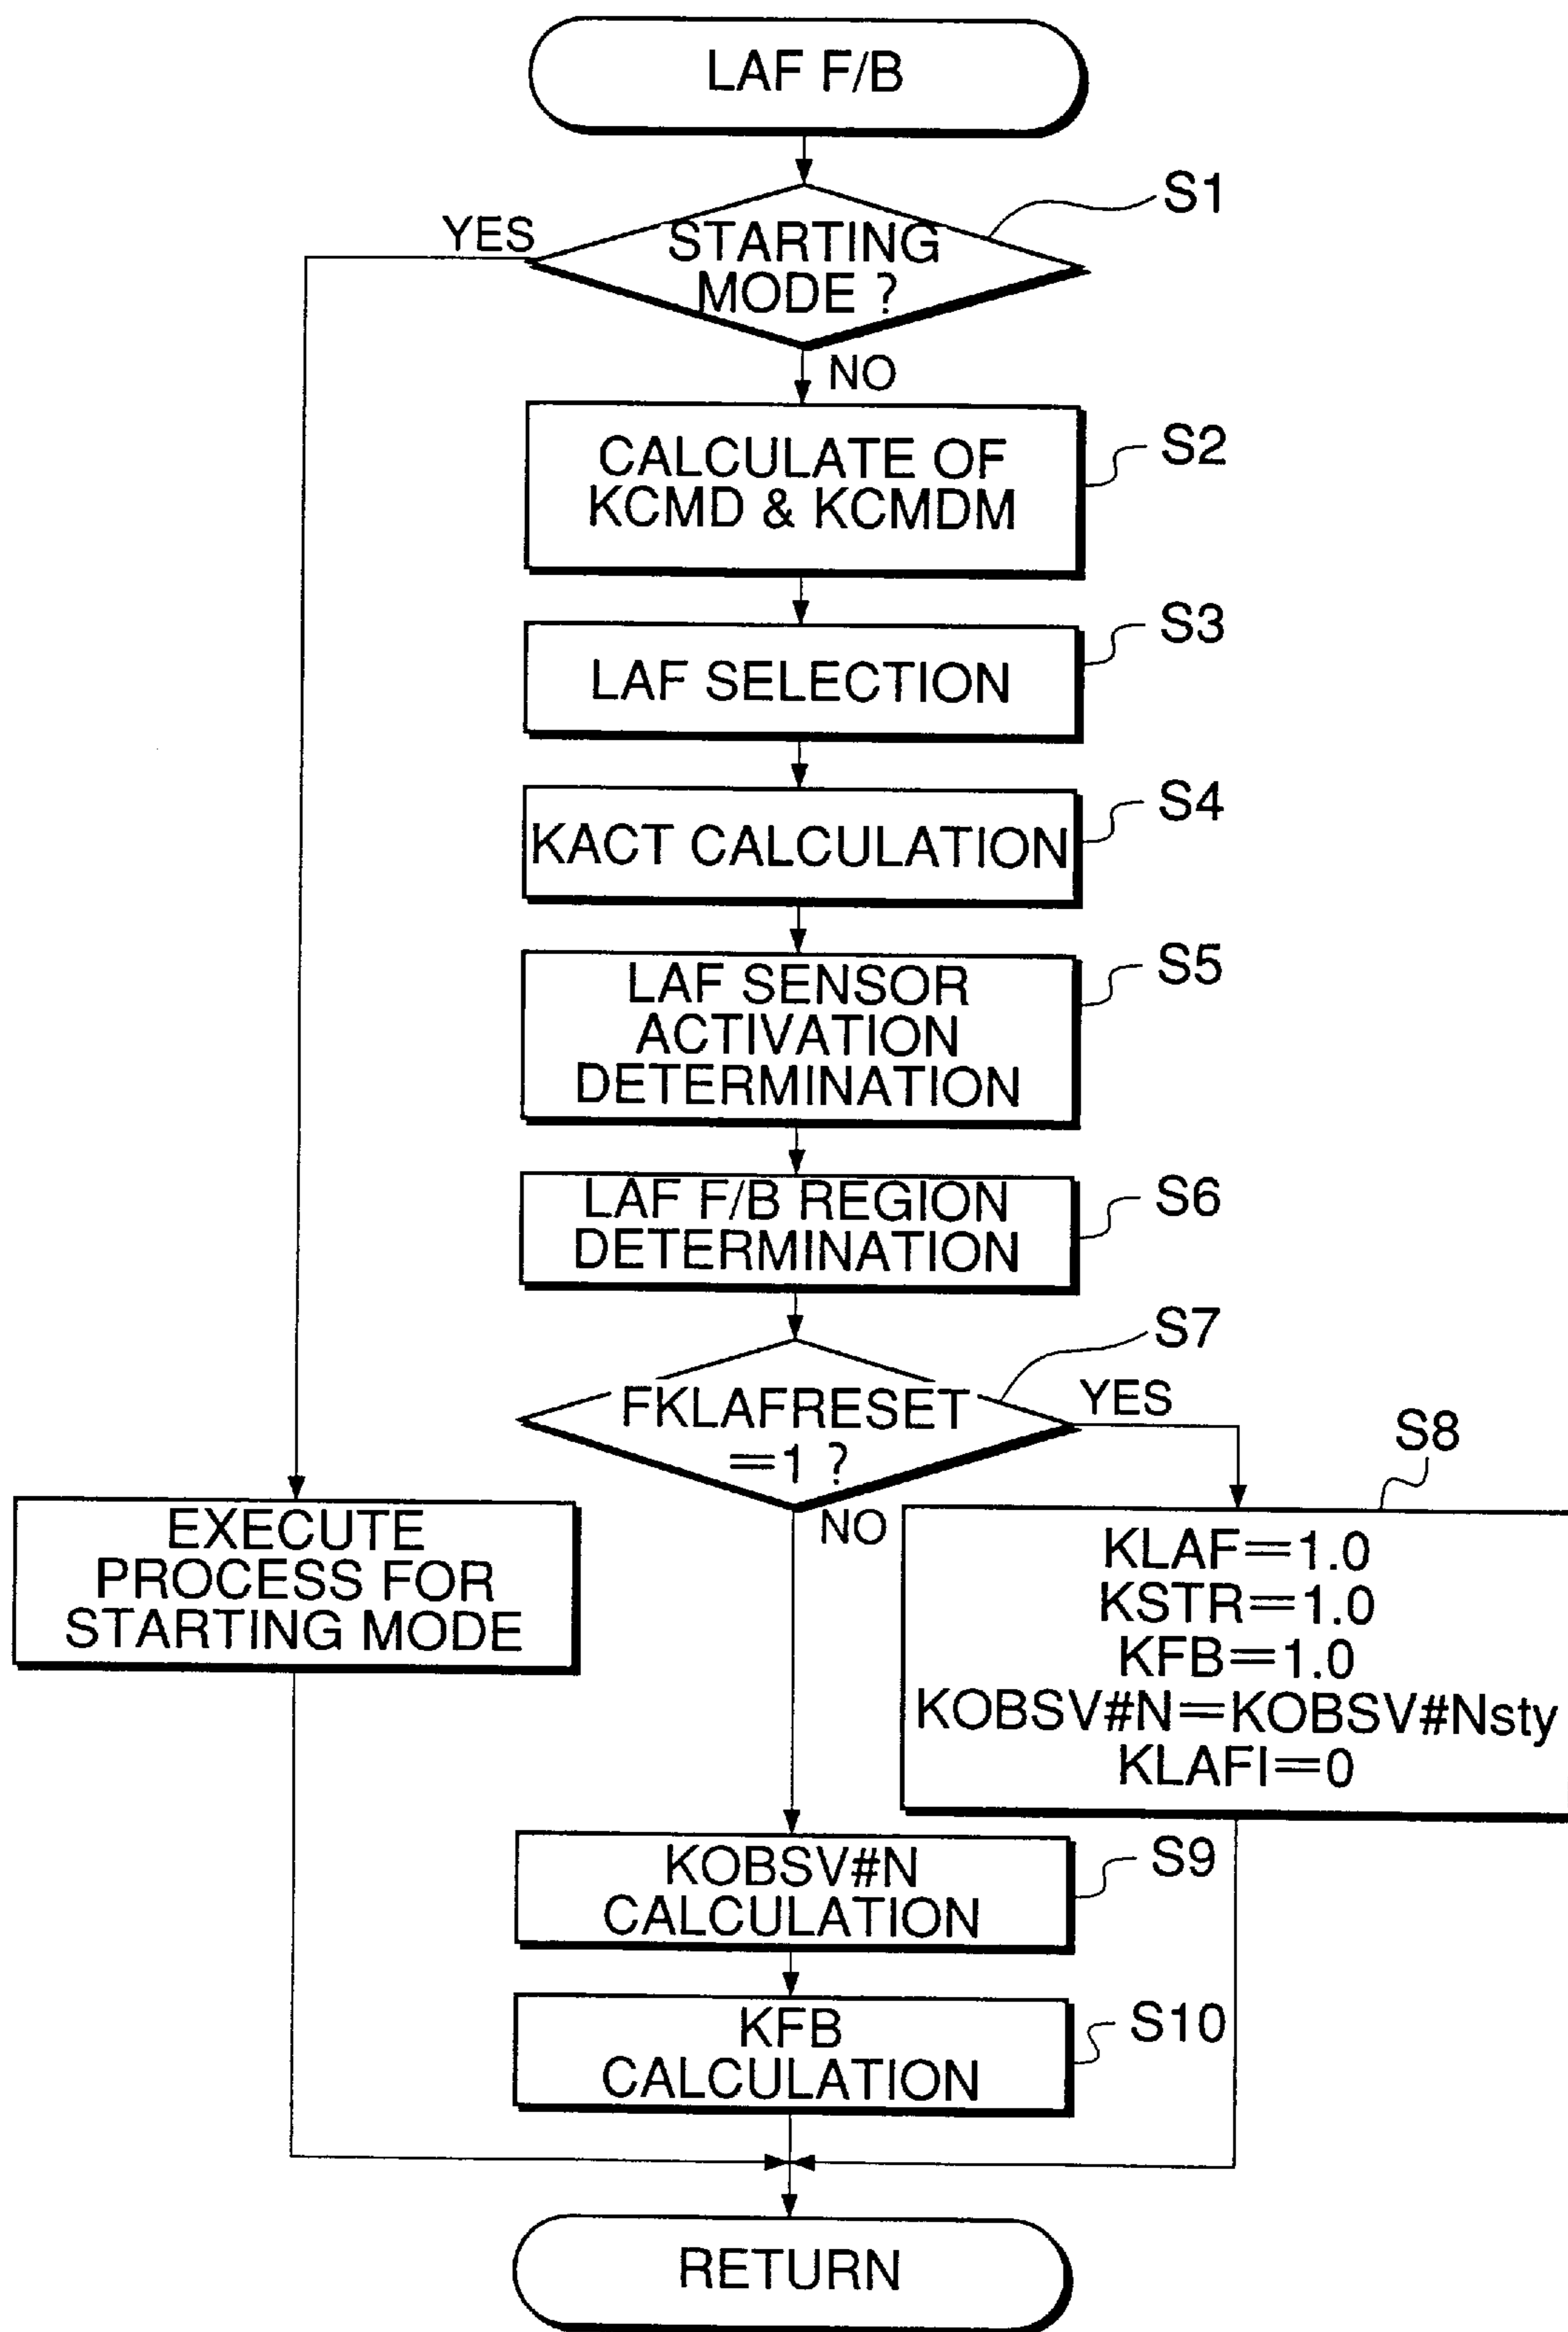 LAF F/B
S1
YES
STARTING
MODE ?
NO
S2
CALCULATE OF
KCMD & KCMDM
S3
LAF SELECTION
S4
KACT CALCULATION
S5
LAF SENSOR
ACTIVATION
DETERMINATION
S6
LAF F/B REGION
DETERMINATION
S7
FKLAFRESET
=1 ?
YES
S8
NO
EXECUTE
PROCESS FOR
STARTING MODE
KLAF=1.0
KSTR=1.0
KFB=1.0
KOBSV#N=KOBSV#Nsty
KLAFI=0
S9
KOBSV#N
CALCULATION
S10
KFB
CALCULATION
RETURN